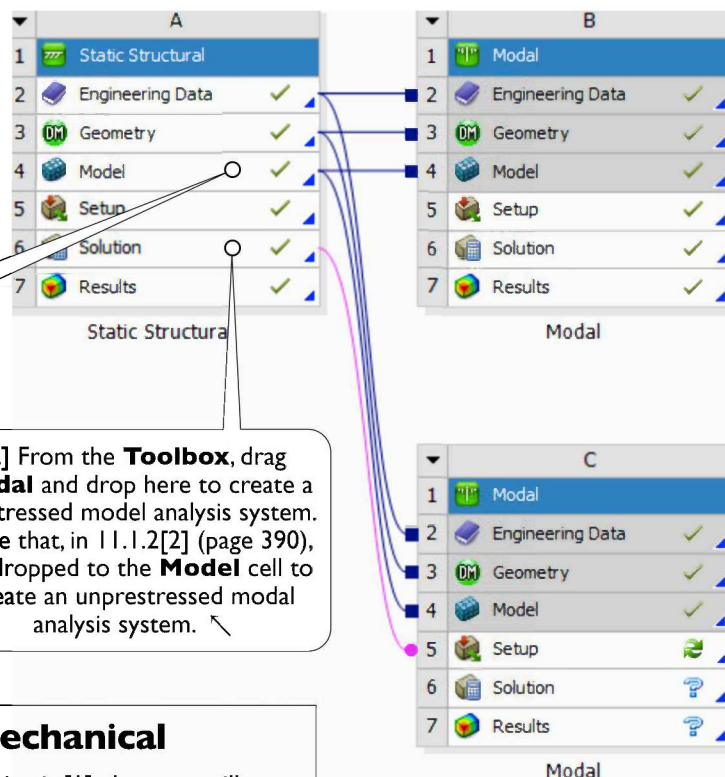 A
1 Static Structural
2 Engineering Data
3 DM Geometry
4 Model
5 Setup
6 Solution
7 Results
Static Structura
B
1 Modal
2 Engineering Data
3 DM Geometry
4 Model
5 Setup
6 Solution
7 Results
Modal
] From the Toolbox, drag
dal and drop here to create a
tressed model analysis system.
e that, in 11.1.2[2] (page 390),
dropped to the Model cell to
eate an unprestressed modal
analysis system.
C
1 Modal
2 Engineering Data
3 DM Geometry
4 Model
5 Setup
6 Solution
7 Results
Modal
echanical